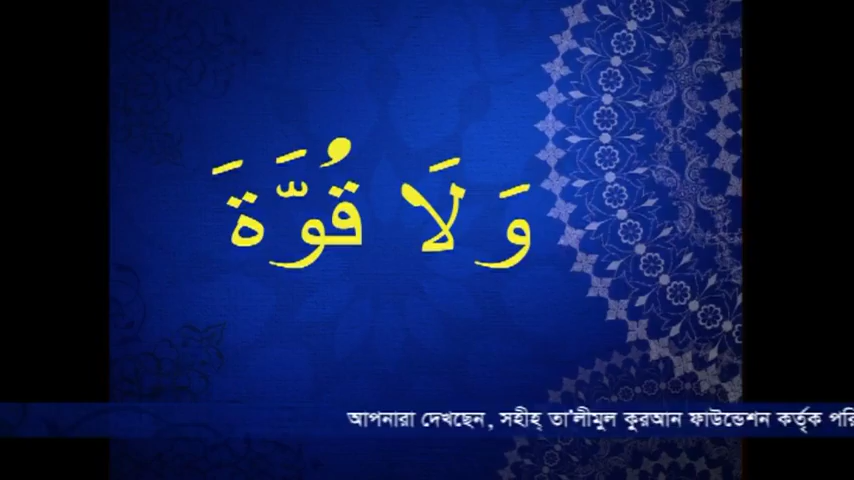 وَلَا قُوَّةَ
আপনারা দেখছেন, সহীহ্ তা'লীমুল কুরআন ফাউন্ডেশন কর্তৃক